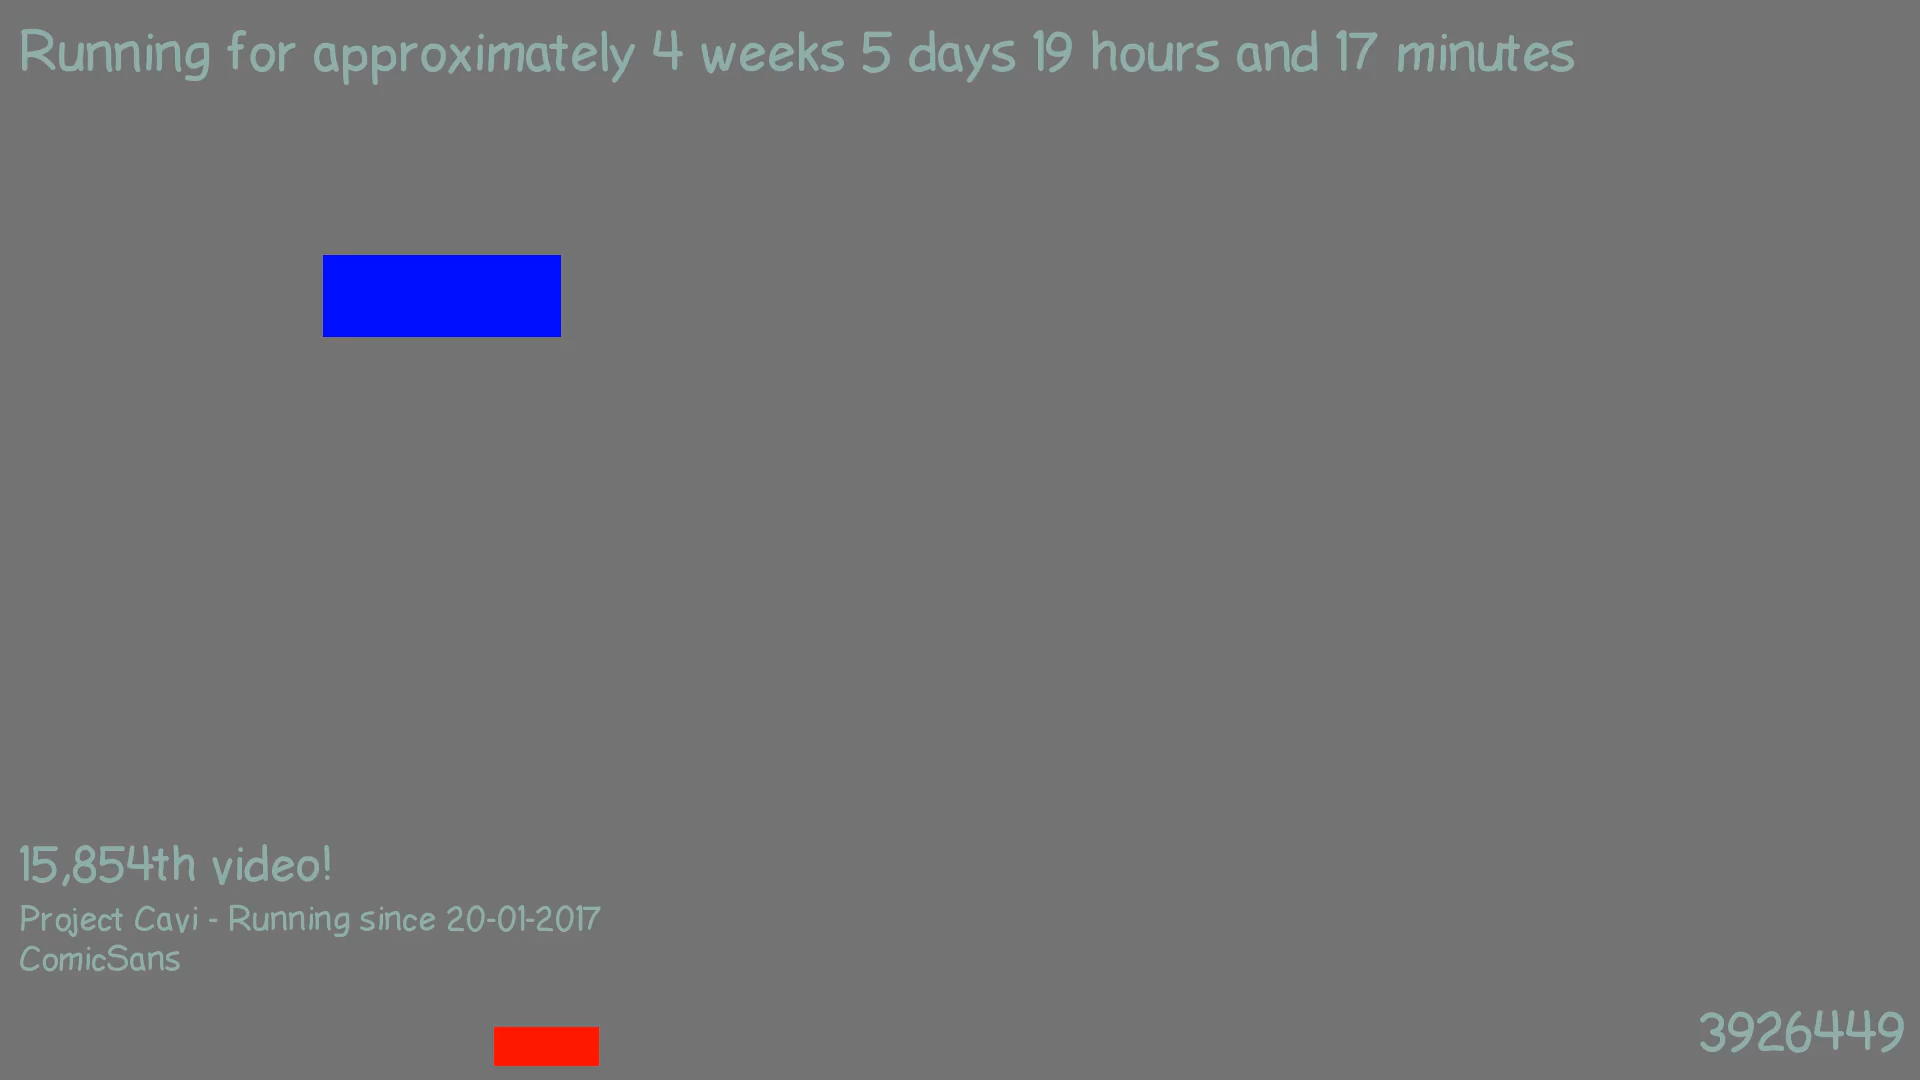 Running for approximately 4 weeks 5 days 19 hours and 17 minutes
15,854th video!
Project Cavi - Running since 20-01-2017
ComicSans
3926449